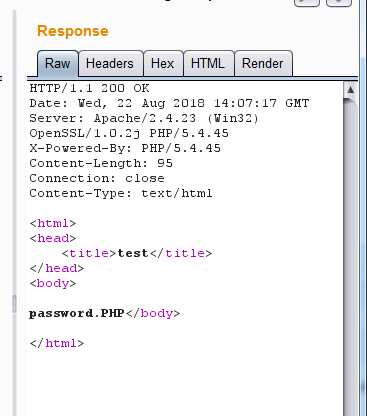 Response
Raw
Headers
Hex
HTML
Render
HTTP/1.1 200 OK
Date: Wed, 22 Aug 2018 14:07:17 GMT
Server: Apache/2.4.23 (Win32)
OpenSSL/1.0.2j PHP/5.4.45
X-Powered-By: PHP/5.4.45
Content-Length: 95
Connection: close
Content-Type: text/html
<html>
<head>
<title>test</title>
</head>
<body>
password.PHP</body>
</html>